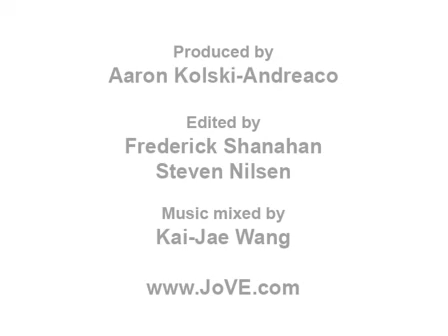 Produced by
Aaron Kolski-Andreaco
Edited by
Frederick Shanahan
Steven Nilsen
Music mixed by
Kai-Jae Wang
www.JoVE.com